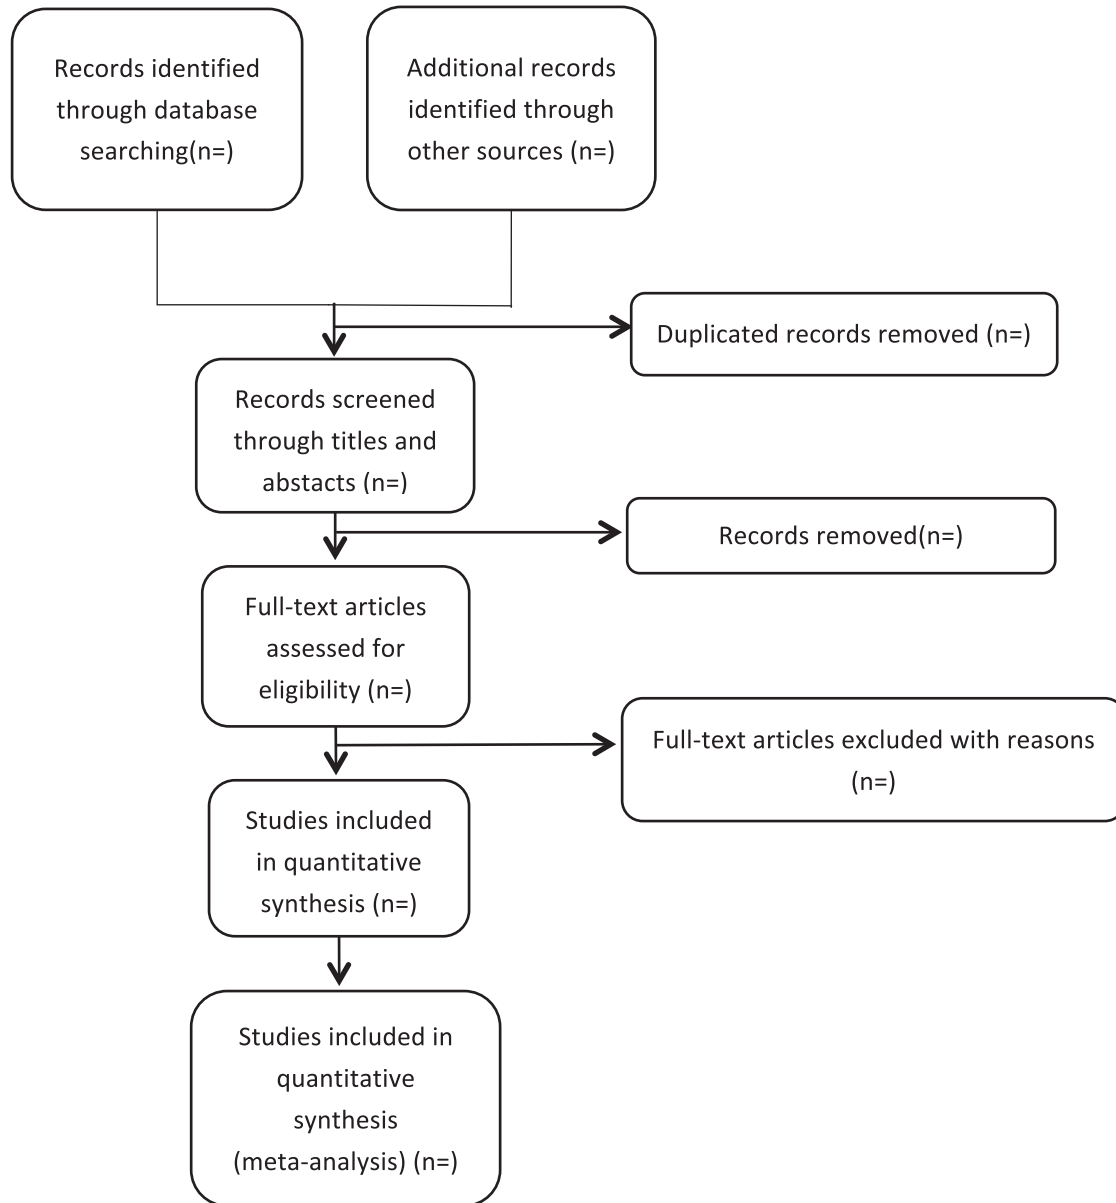 Records identified
through database
searching(n=)
Additional records
identified through
other sources (n=)
Duplicated records removed (n=)
Records screened
through titles and
abstacts (n=)
Records removed(n=)
Full-text articles
assessed for
eligibility (n=)
Full-text articles excluded with reasons
(n=)
Studies included
in quantitative
synthesis (n=)
Studies included in
quantitative
synthesis
(meta-analysis) (n=)